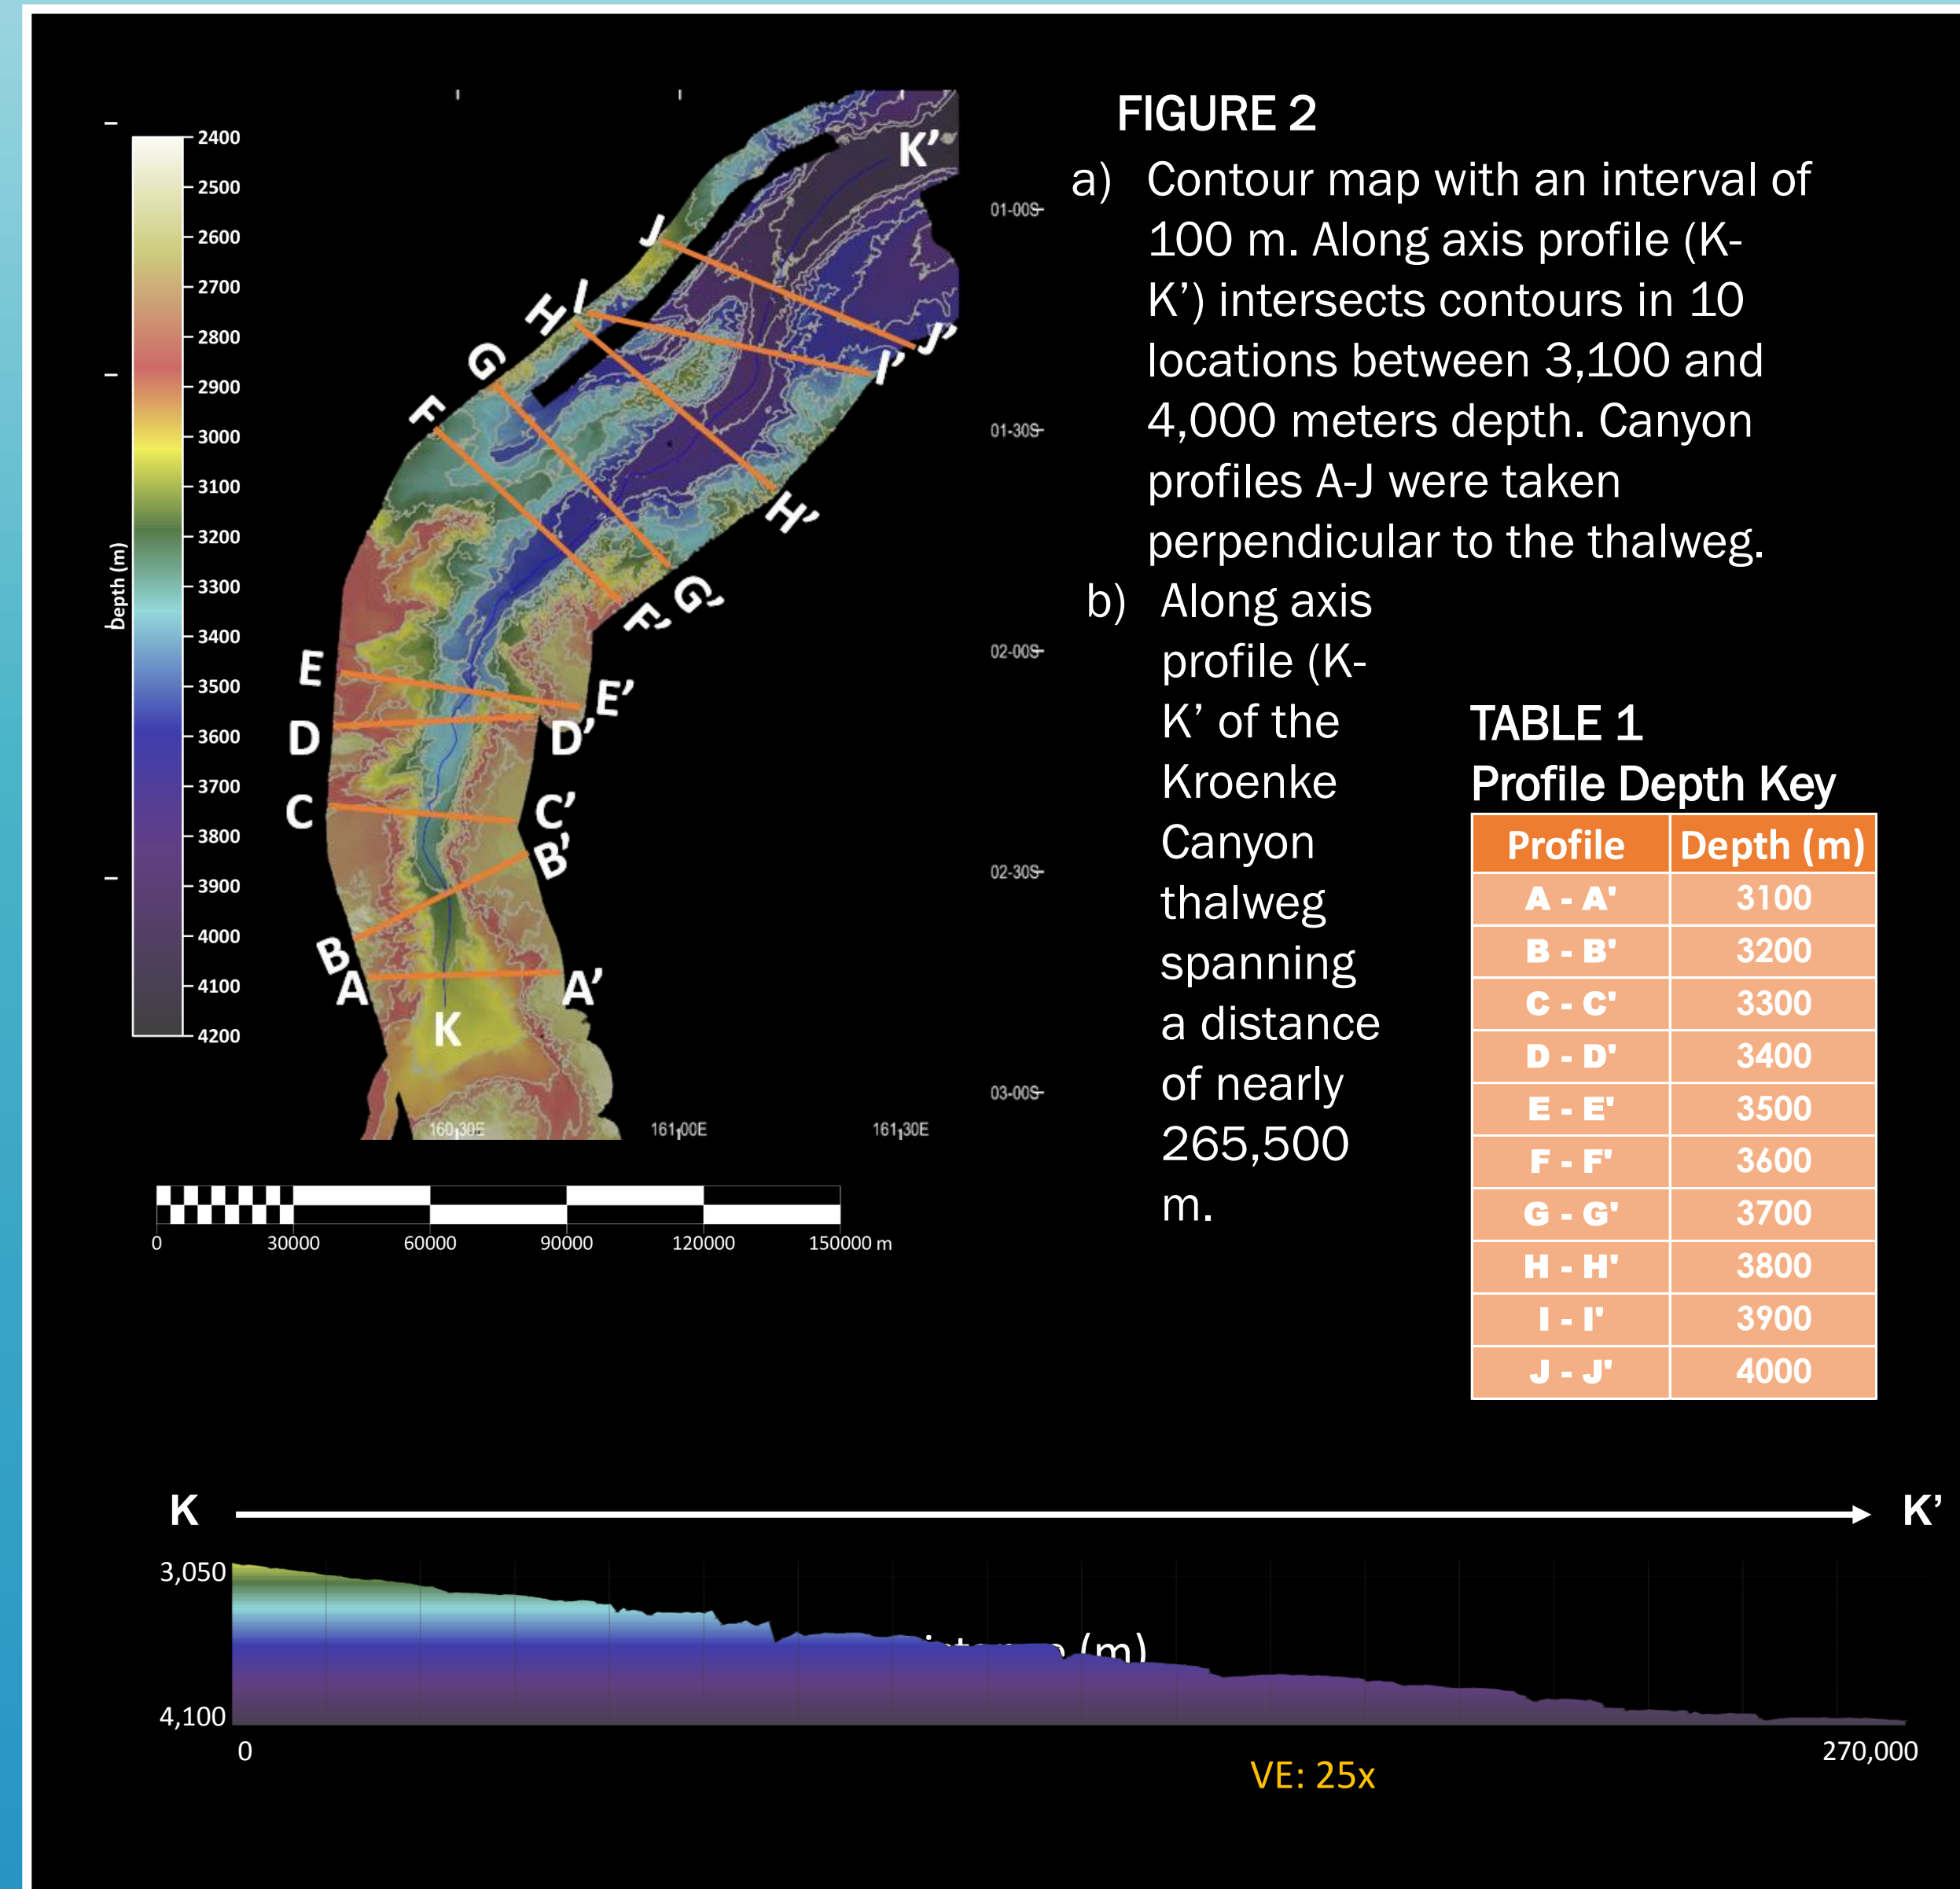 2400
2500
2600
2700
2800
2900
3000
3100
3200
3300
3400
3500
3600
3700
3800
3900
4000
4100
4200
Depth (m)
K'
J
I
H
G
F
J'
I'
H'
G'
F'
E
E'
D
D'
C
C'
B'
B
A
A'
K
01-00S
01-30S
02-00S
02-30S
03-00S
160 30E
161 00E
161 30E
0
30000
60000
90000
120000
150000 m
FIGURE 2
a) Contour map with an interval of
100 m. Along axis profile (K-
K’) intersects contours in 10
locations between 3,100 and
4,000 meters depth. Canyon
profiles A-J were taken
perpendicular to the thalweg.
b) Along axis
profile (K-
K’ of the
Kroenke
Canyon
thalweg
spanning
a distance
of nearly
265,500
m.
TABLE 1
Profile Depth Key
Profile Depth (m)
A - A' 3100
B - B' 3200
C - C' 3300
D - D' 3400
E - E' 3500
F - F' 3600
G - G' 3700
H - H' 3800
I - I' 3900
J - J' 4000
K K’
3,050
(m)
4,100
0 270,000
VE: 25x